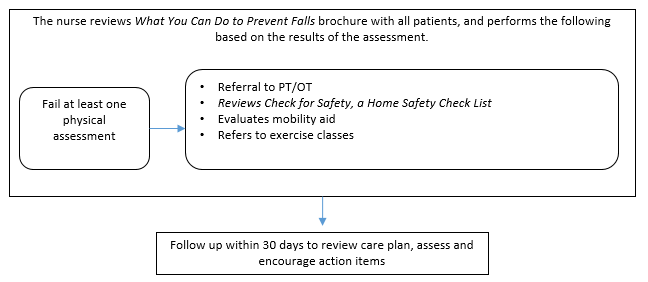 The nurse reviews What You Can Do to Prevent Falls brochure with all patients, and performs the following
based on the results of the assessment.
Fail at least one
physical
assessment
• Referral to PT/OT
• Reviews Check for Safety, a Home Safety Check List
• Evaluates mobility aid
• Refers to exercise classes
Follow up within 30 days to review care plan, assess and
encourage action items